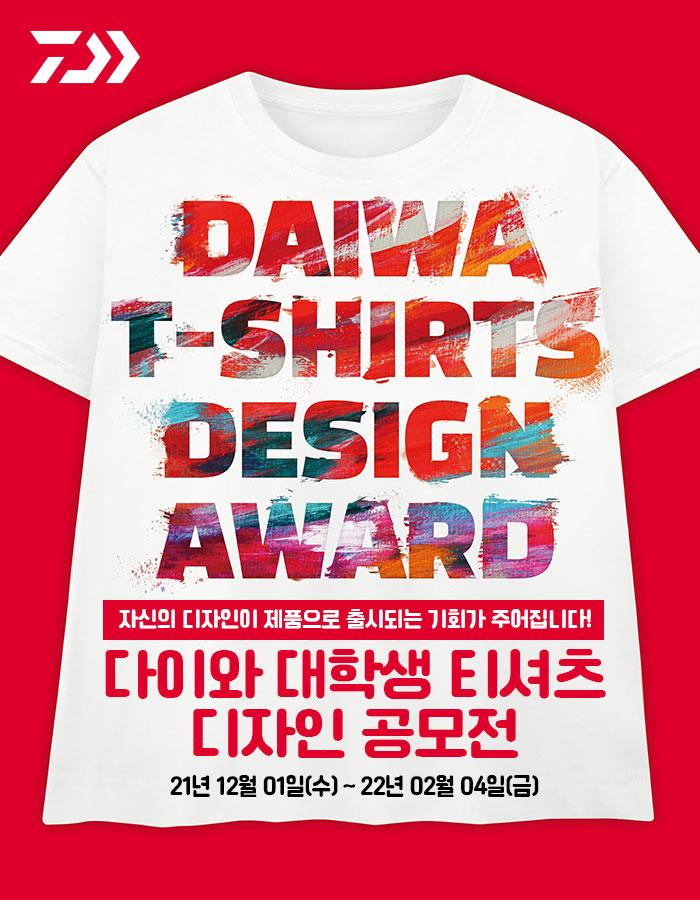 DAIWA
T-SHIRTS
DESIGN
AWARD
자신의 디자인이 제품으로 출시되는 기회가 주어집니다!
다이와 대학생 티셔츠
디자인 공모전
21년 12월 01일(수) ~ 22년 02월 04일(금)